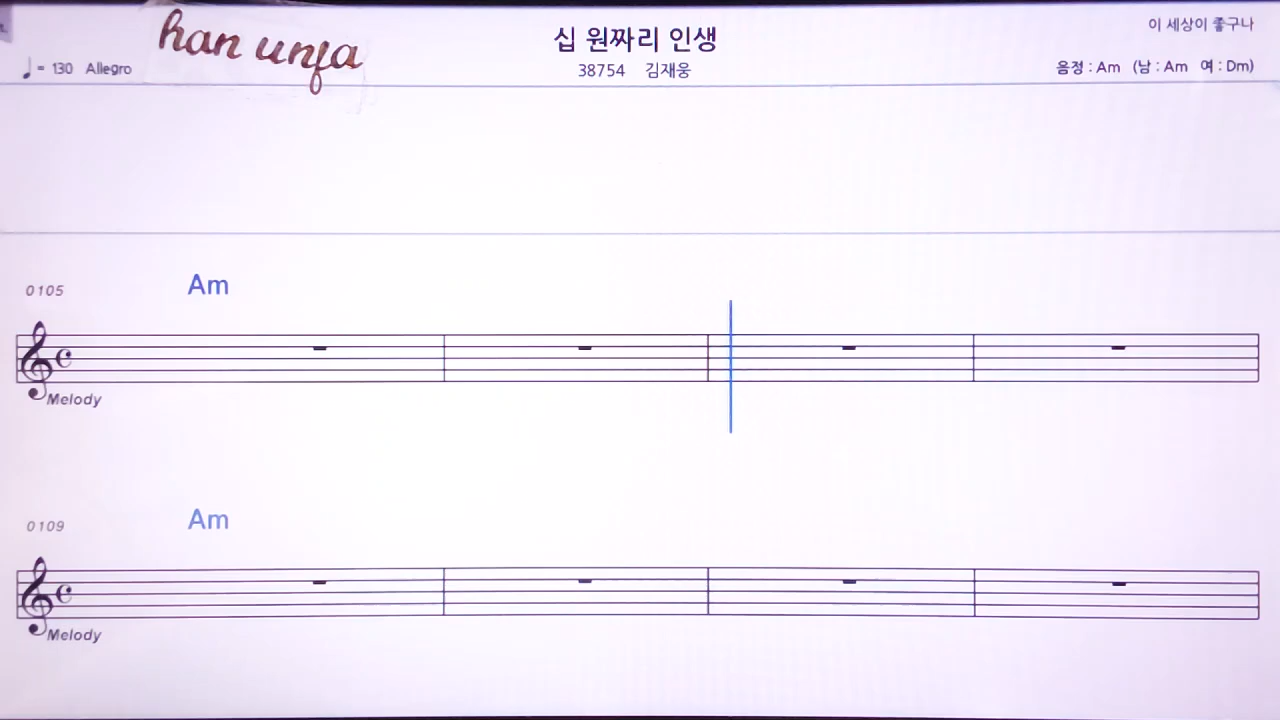 han unfa
십 원짜리 인생
이 세상이 좋구나
♩= 130 Allegro
38754 김재웅
음정 : Am (남 : Am 여 : Dm)
0105
Am
Melody
0109
Am
Melody